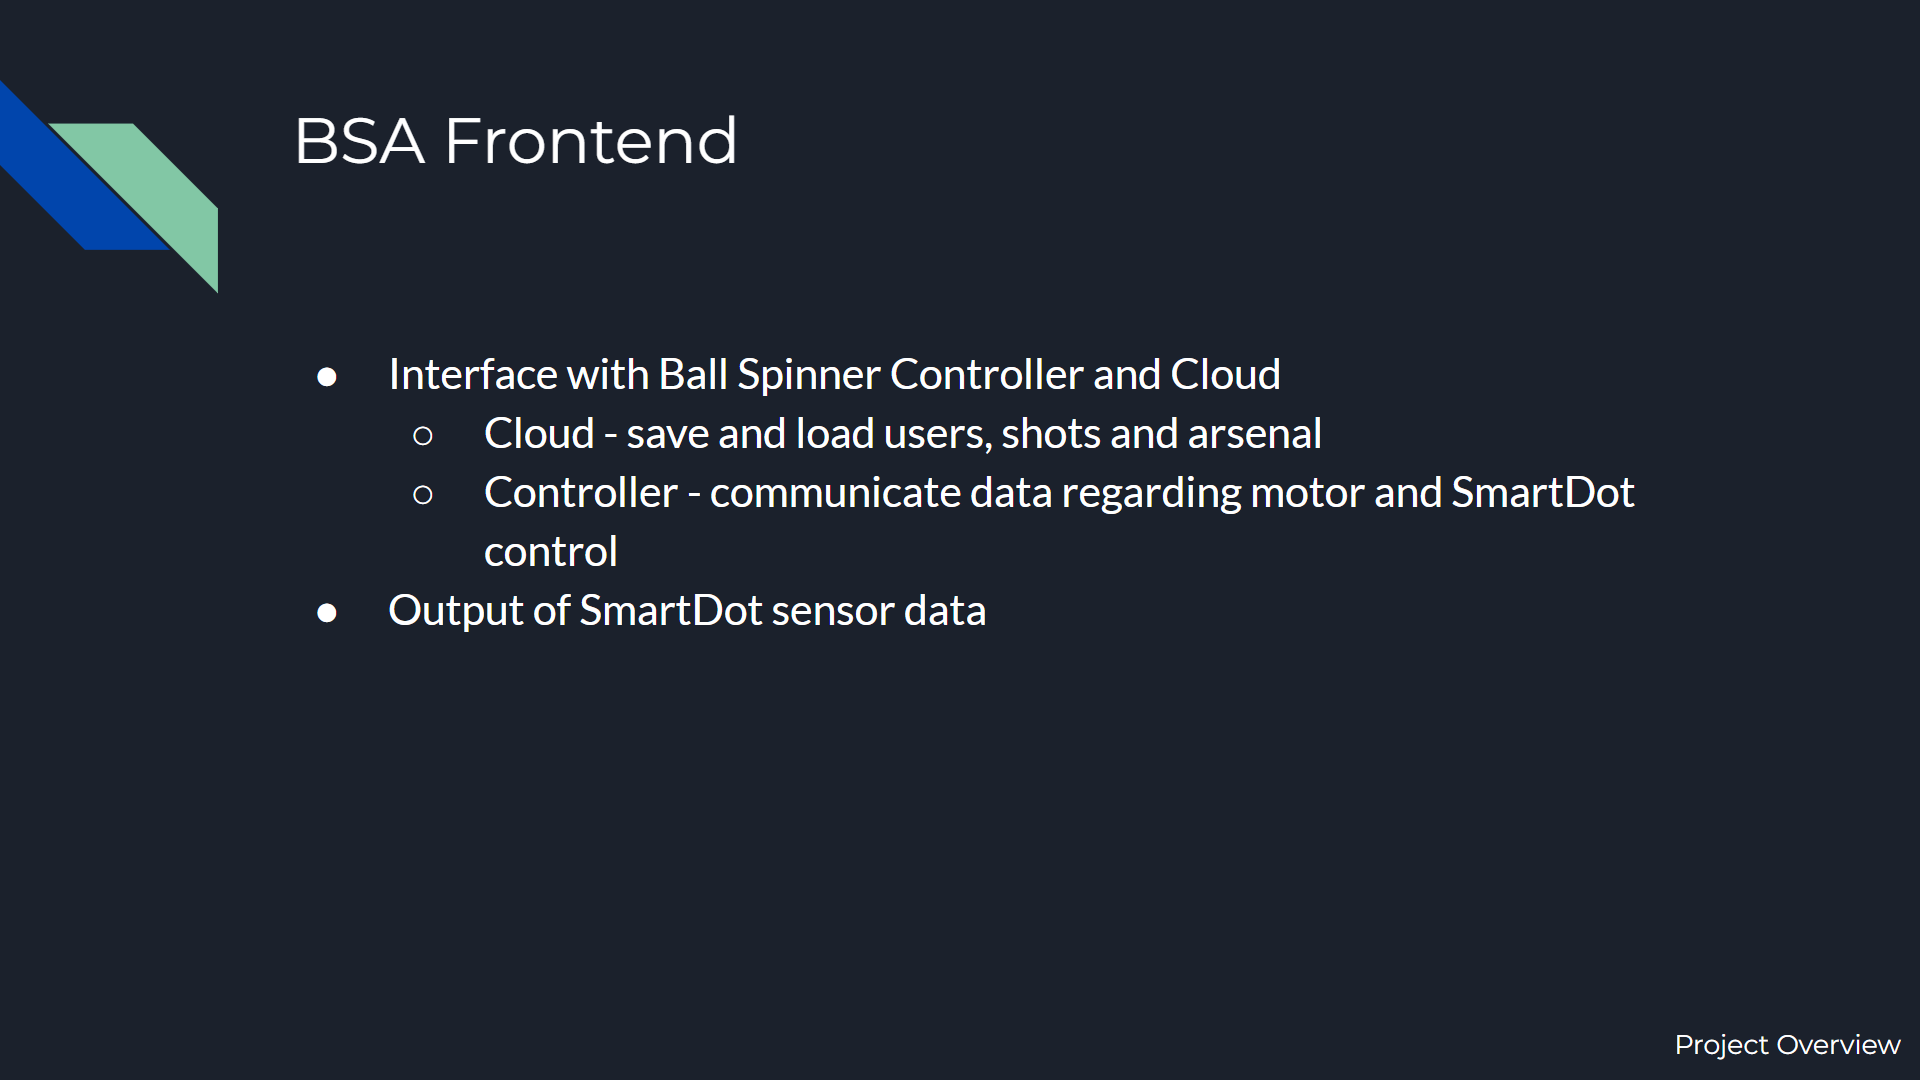 BSA Frontend
● Interface with Ball Spinner Controller and Cloud
○ Cloud - save and load users, shots and arsenal
○ Controller - communicate data regarding motor and SmartDot
control
● Output of SmartDot sensor data
Project Overview